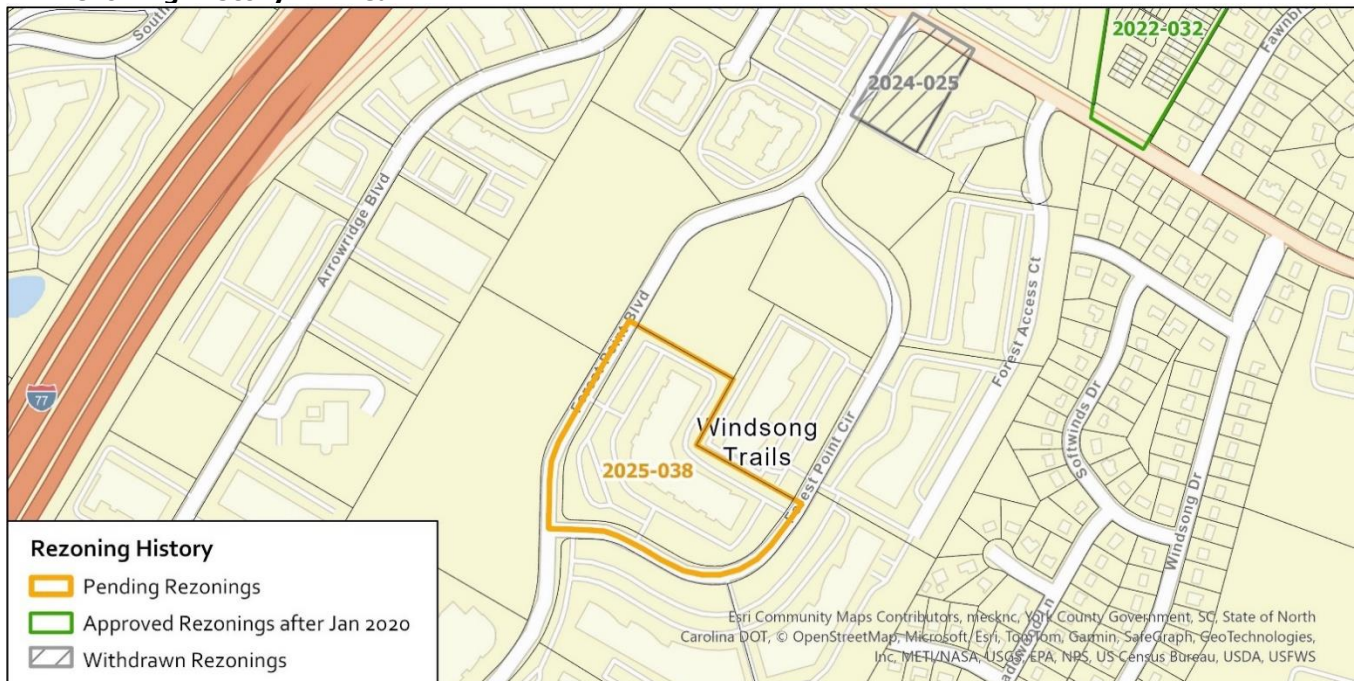 2022-032
2024-025
Arrowridge Blvd
Forest Point Blvd
Forest Access Ct
77
Windsong
Trails
Forest Point Cir
Softwinds Dr
2025-038
Windsong Dr
Rezoning History
Pending Rezonings
Approved Rezonings after Jan 2020
Withdrawn Rezonings
Esri Community Maps Contributors, mecknc, York County Government, SC, State of North
Carolina DOT, © OpenStreetMap, Microsoft, Esri, TomTom, Garmin, SafeGraph, GeoTechnologies,
Inc, METI/NASA, USGS, EPA, NPS, US Census Bureau, USDA, USFWS